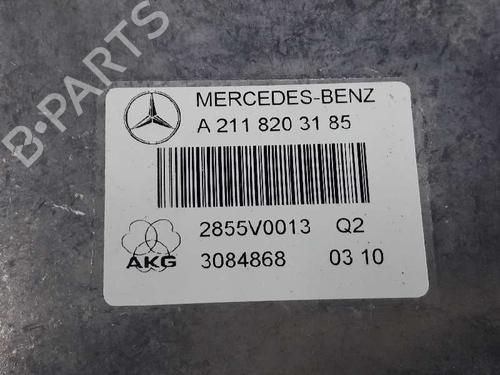 B-PARTS
MERCEDES-BENZ
A 211 820 31 85
2855V0013 Q2
AKG 3084868 03 10